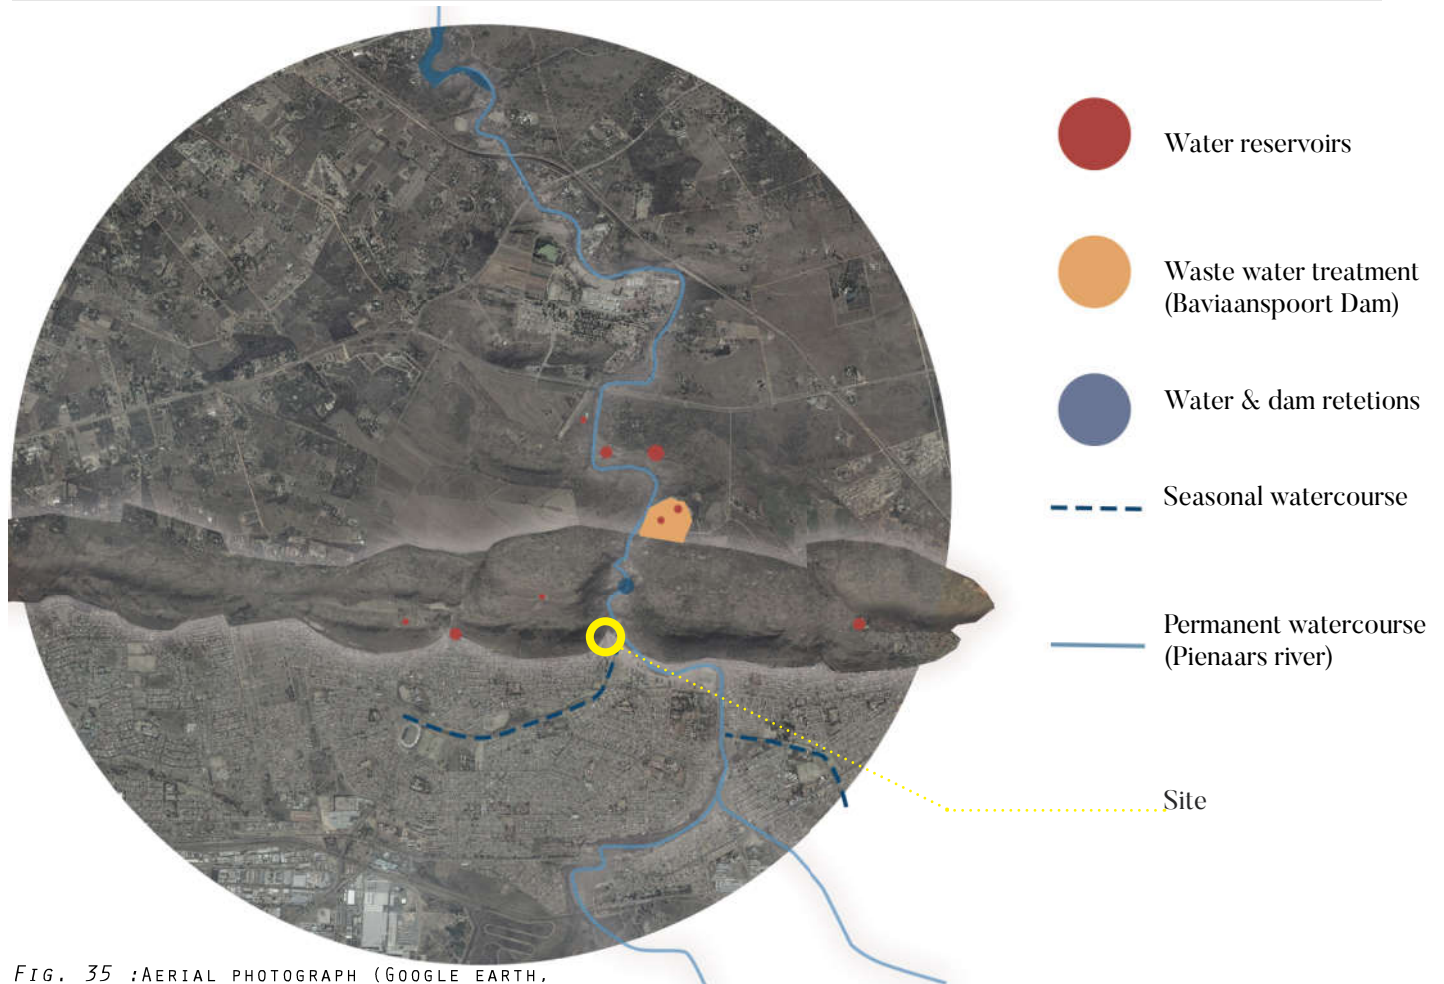 Water reservoirs
Waste water treatment
(Baviaanspoort Dam)
Water & dam retetions
Seasonal watercourse
Permanent watercourse
(Pienaars river)
Site
FIG. 35 :AERIAL PHOTOGRAPH (GOOGLE EARTH,